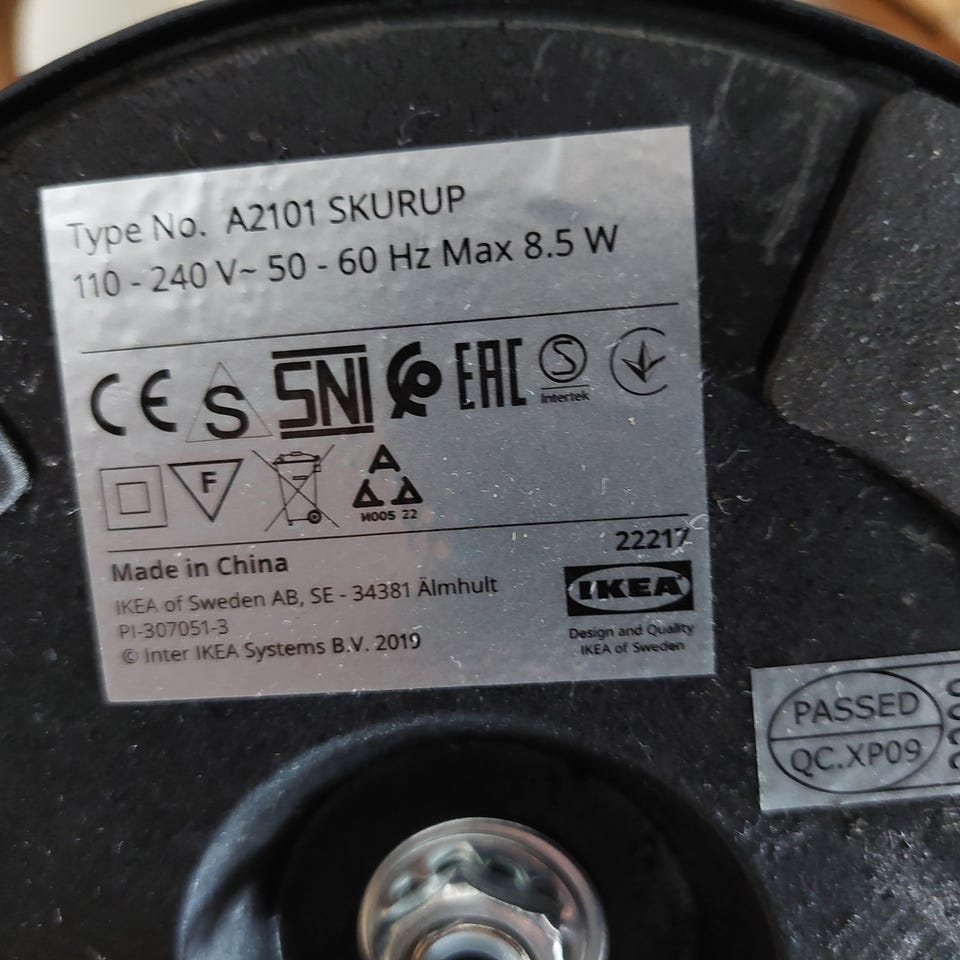 Type No. A2101 SKURUP
110 - 240 V~ 50 - 60 Hz Max 8.5 W
CE S SNI EAC S
Intertek
F
A
И005 22
22217
Made in China
IKEA of Sweden AB, SE - 34381 Älmhult
PI-307051-3
© Inter IKEA Systems B.V. 2019
IKEA
Design and Quality
IKEA of Sweden
PASSED
QC.XP09